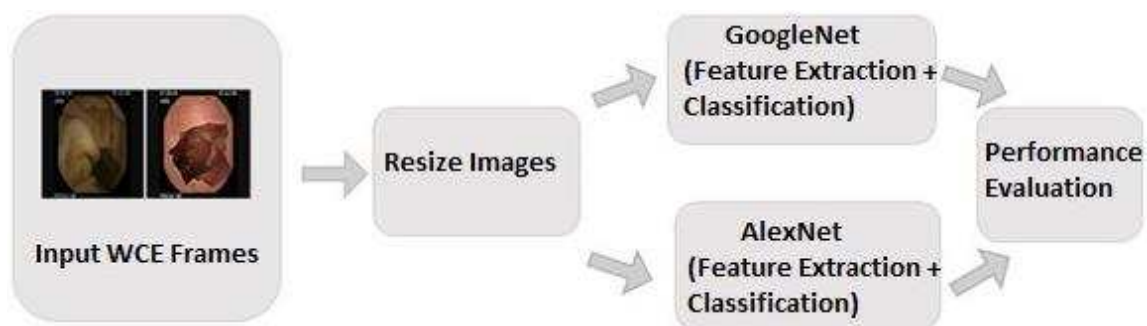 Input WCE Frames
Resize Images
GoogleNet
(Feature Extraction +
Classification)
AlexNet
(Feature Extraction +
Classification)
Performance
Evaluation